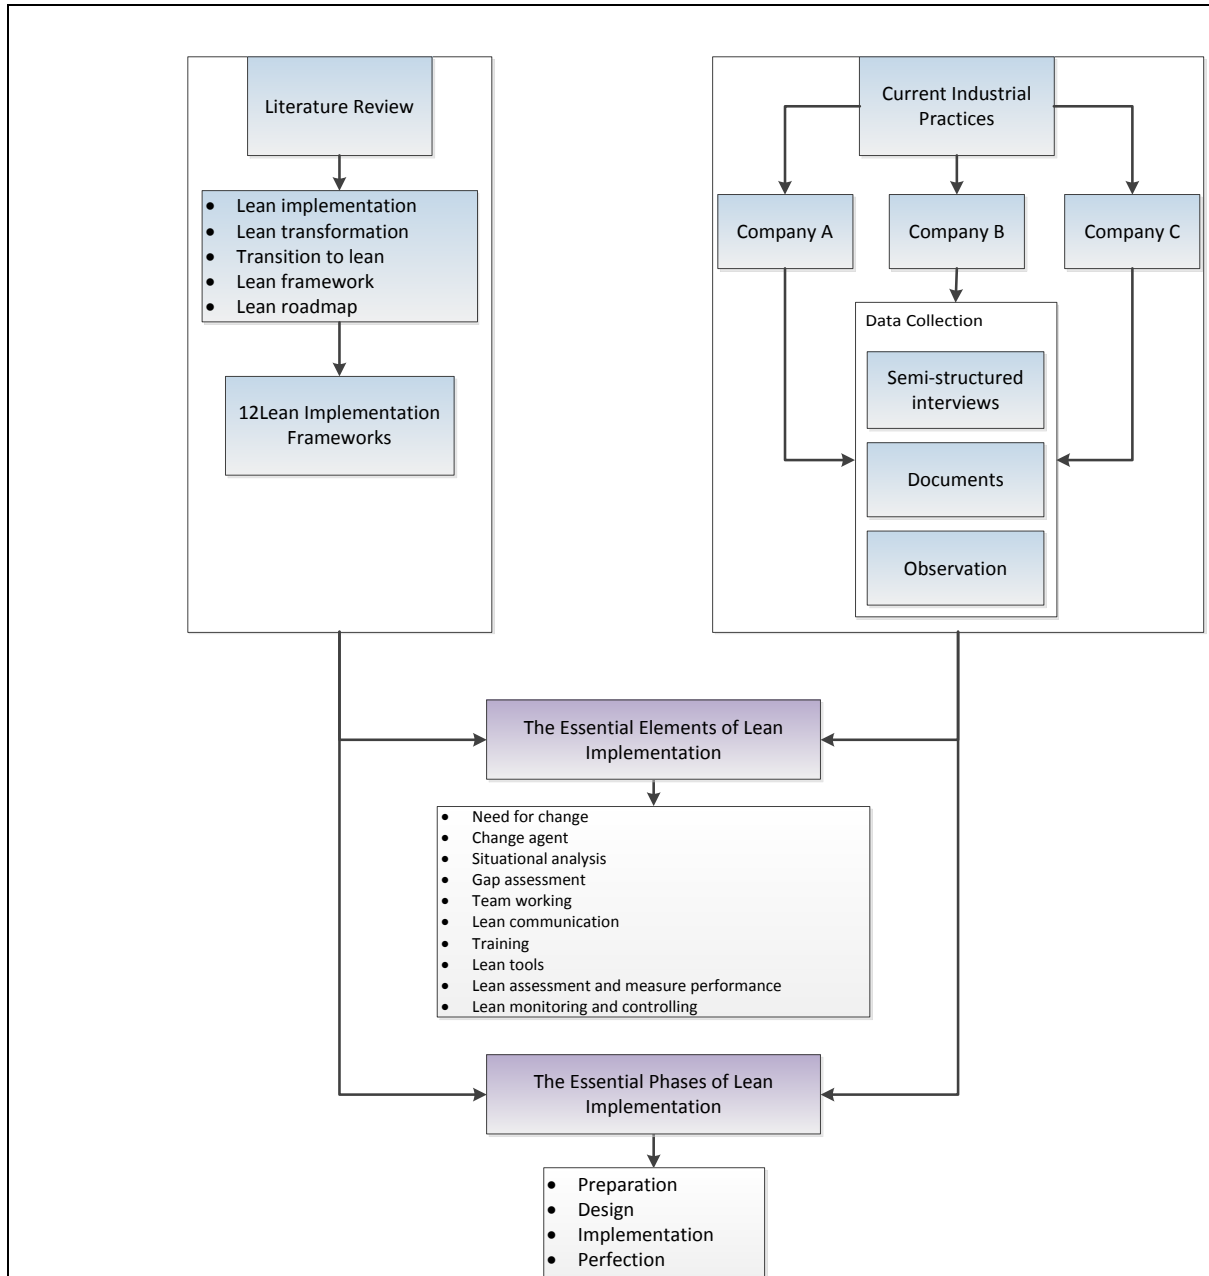 Literature Review
• Lean implementation
• Lean transformation
• Transition to lean
• Lean framework
• Lean roadmap
12Lean Implementation
Frameworks
Current Industrial
Practices
Company A
Company B
Company C
Data Collection
Semi-structured
interviews
Documents
Observation
The Essential Elements of Lean
Implementation
• Need for change
• Change agent
• Situational analysis
• Gap assessment
• Team working
• Lean communication
• Training
• Lean tools
• Lean assessment and measure performance
• Lean monitoring and controlling
The Essential Phases of Lean
Implementation
• Preparation
• Design
• Implementation
• Perfection